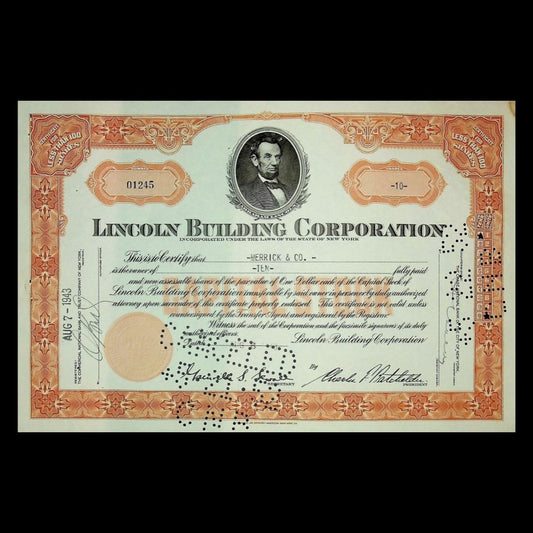 CERTIFICATE FOR LESS THAN 100 SHARES
CERTIFICATE FOR LESS THAN 100 SHARES
01245
-10-
LINCOLN BUILDING CORPORATION
INCORPORATED UNDER THE LAWS OF THE STATE OF NEW YORK
This is to Certify that -MERRICK & CO. -
is the owner of -TEN- fully paid
and non assessable shares of the par value of One Dollar each of the Capital Stock of
Lincoln Building Corporation, transferable by said owner in person or by duly authorized
attorney upon surrender of this certificate properly endorsed. This certificate is not valid unless
countersigned by the Transfer Agent and registered by the Registrar.
Witness the seal of the Corporation and the facsimile signatures of its duly
authorized officers.
Dated
Lincoln Building Corporation
By
SECRETARY
PRESIDENT
AUG 7 - 1943